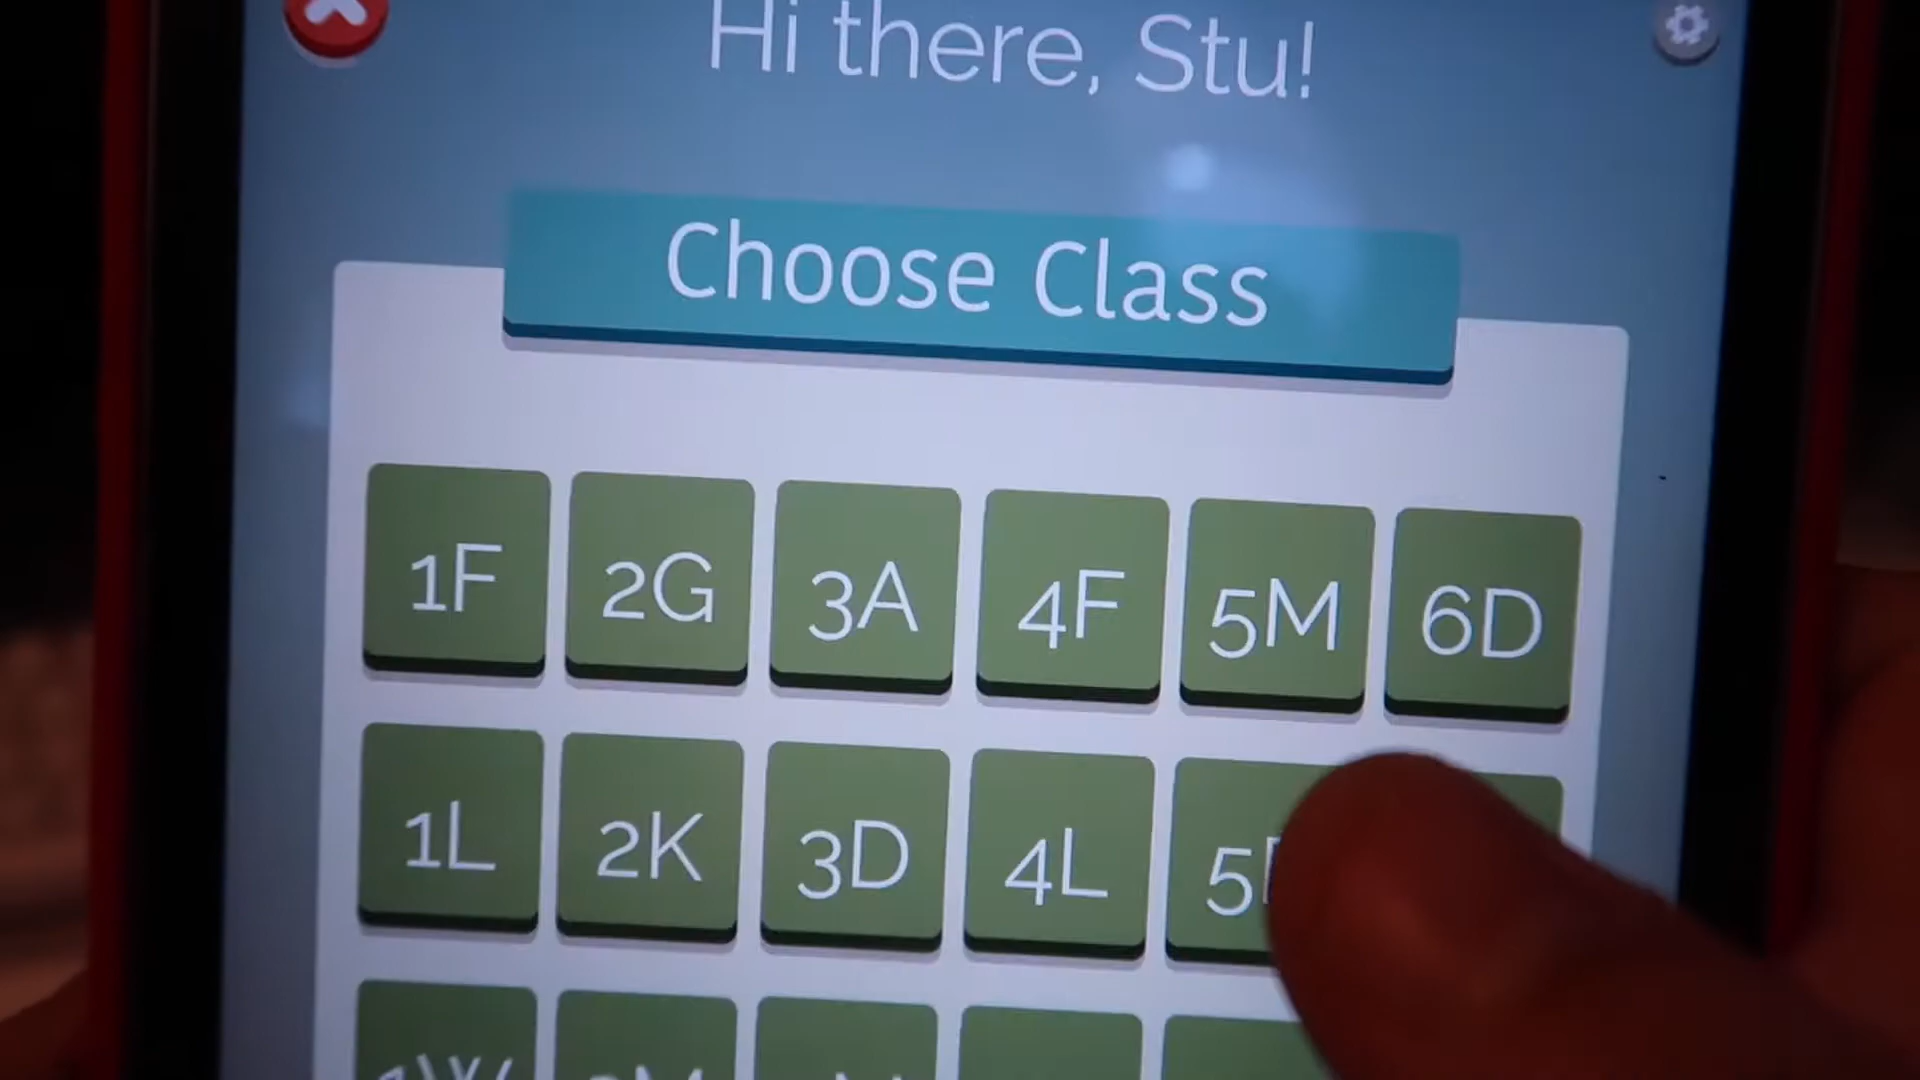 Hi there, Stu!
Choose Class
1F 2G 3A 4F 5M 6D
1L 2K 3D 4L